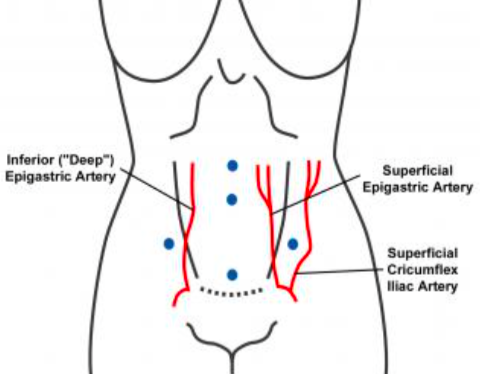 Inferior ("Deep")
Epigastric Artery
Superficial
Epigastric Artery
Superficial
Cricumflex
Iliac Artery